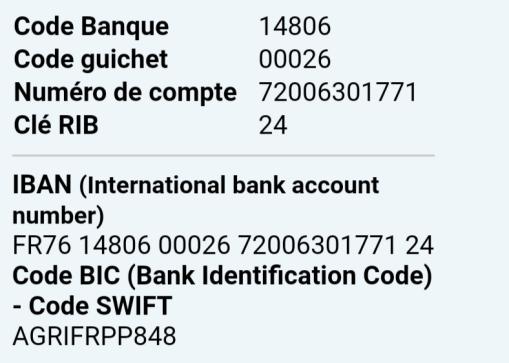 Code Banque 14806
Code guichet 00026
Numéro de compte 72006301771
Clé RIB 24
IBAN (International bank account
number)
FR76 14806 00026 72006301771 24
Code BIC (Bank Identification Code)
- Code SWIFT
AGRIFRPP848